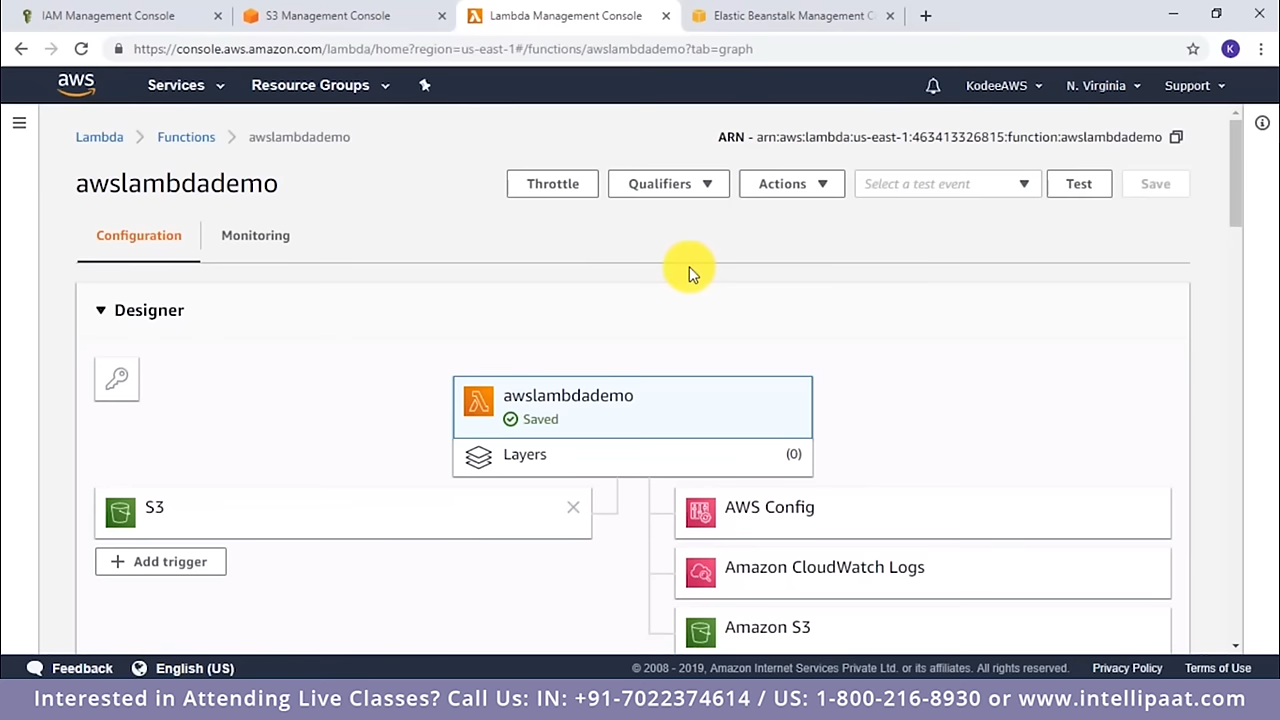 IAM Management Console
S3 Management Console
Lambda Management Console
Elastic Beanstalk Management C
https://console.aws.amazon.com/lambda/home?region=us-east-1#/functions/awslambdademo?tab=graph
K
aws
Services
Resource Groups
KodeeAWS
N. Virginia
Support
Lambda
Functions
awslambdademo
ARN - arn:aws:lambda:us-east-1:463413326815:function:awslambdademo
awslambdademo
Throttle
Qualifiers
Actions
Select a test event
Test
Save
Configuration
Monitoring
Designer
awslambdademo
Saved
Layers
(0)
S3
AWS Config
Add trigger
Amazon CloudWatch Logs
Amazon S3
Feedback
English (US)
© 2008 - 2019, Amazon Internet Services Private Ltd. or its affiliates. All rights reserved.
Privacy Policy
Terms of Use
Interested in Attending Live Classes? Call Us: IN: +91-7022374614 / US: 1-800-216-8930 or www.intellipaat.com